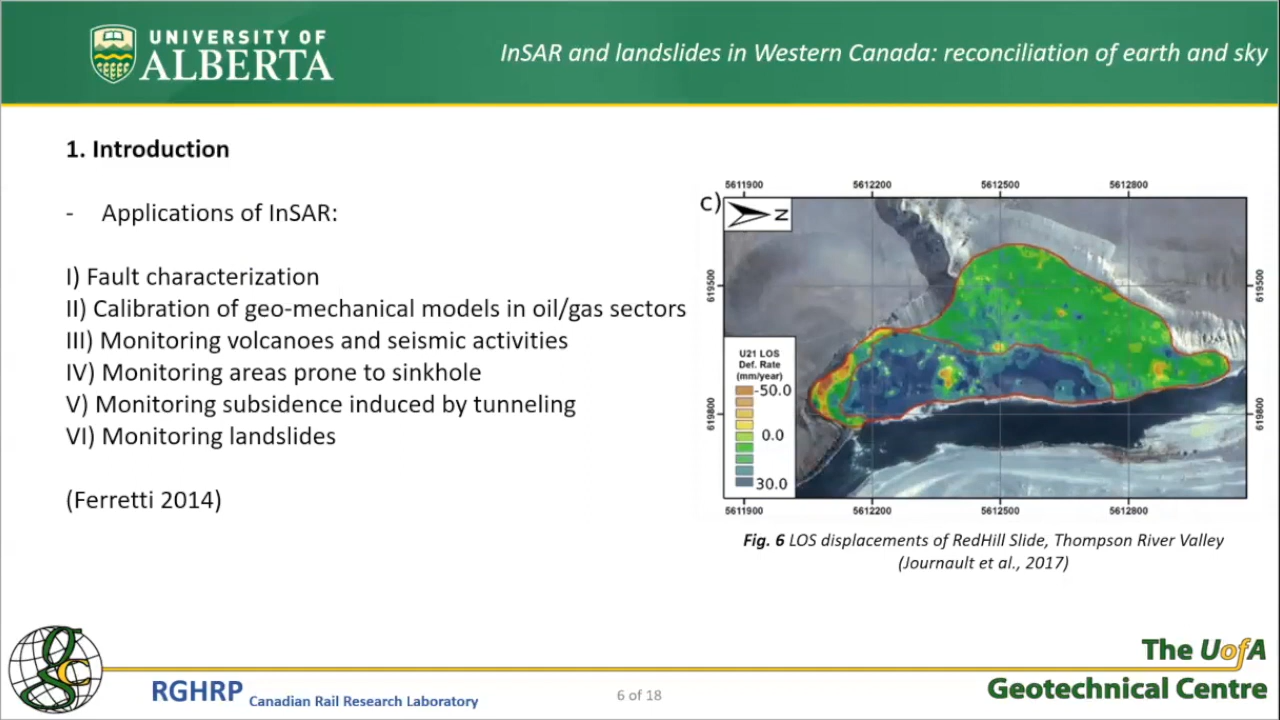 UNIVERSITY OF
ALBERTA
InSAR and landslides in Western Canada: reconciliation of earth and sky
1. Introduction
- Applications of InSAR:
I) Fault characterization
II) Calibration of geo-mechanical models in oil/gas sectors
III) Monitoring volcanoes and seismic activities
IV) Monitoring areas prone to sinkhole
V) Monitoring subsidence induced by tunneling
VI) Monitoring landslides
(Ferretti 2014)
5611900 5612200 5612500 5612800
c)
N
619500 619500
U21 LOS
Def. Rate
(mm/year)
-50.0
0.0
30.0
619800 619800
5611900 5612200 5612500 5612800
Fig. 6 LOS displacements of RedHill Slide, Thompson River Valley
(Journault et al., 2017)
gc
RGHRP Canadian Rail Research Laboratory
6 of 18
The UofA
Geotechnical Centre